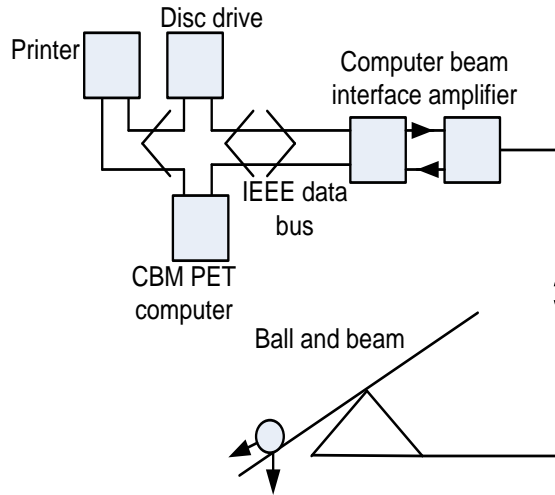 Disc drive
Printer
Computer beam
interface amplifier
IEEE data
bus
CBM PET
computer
Ball and beam